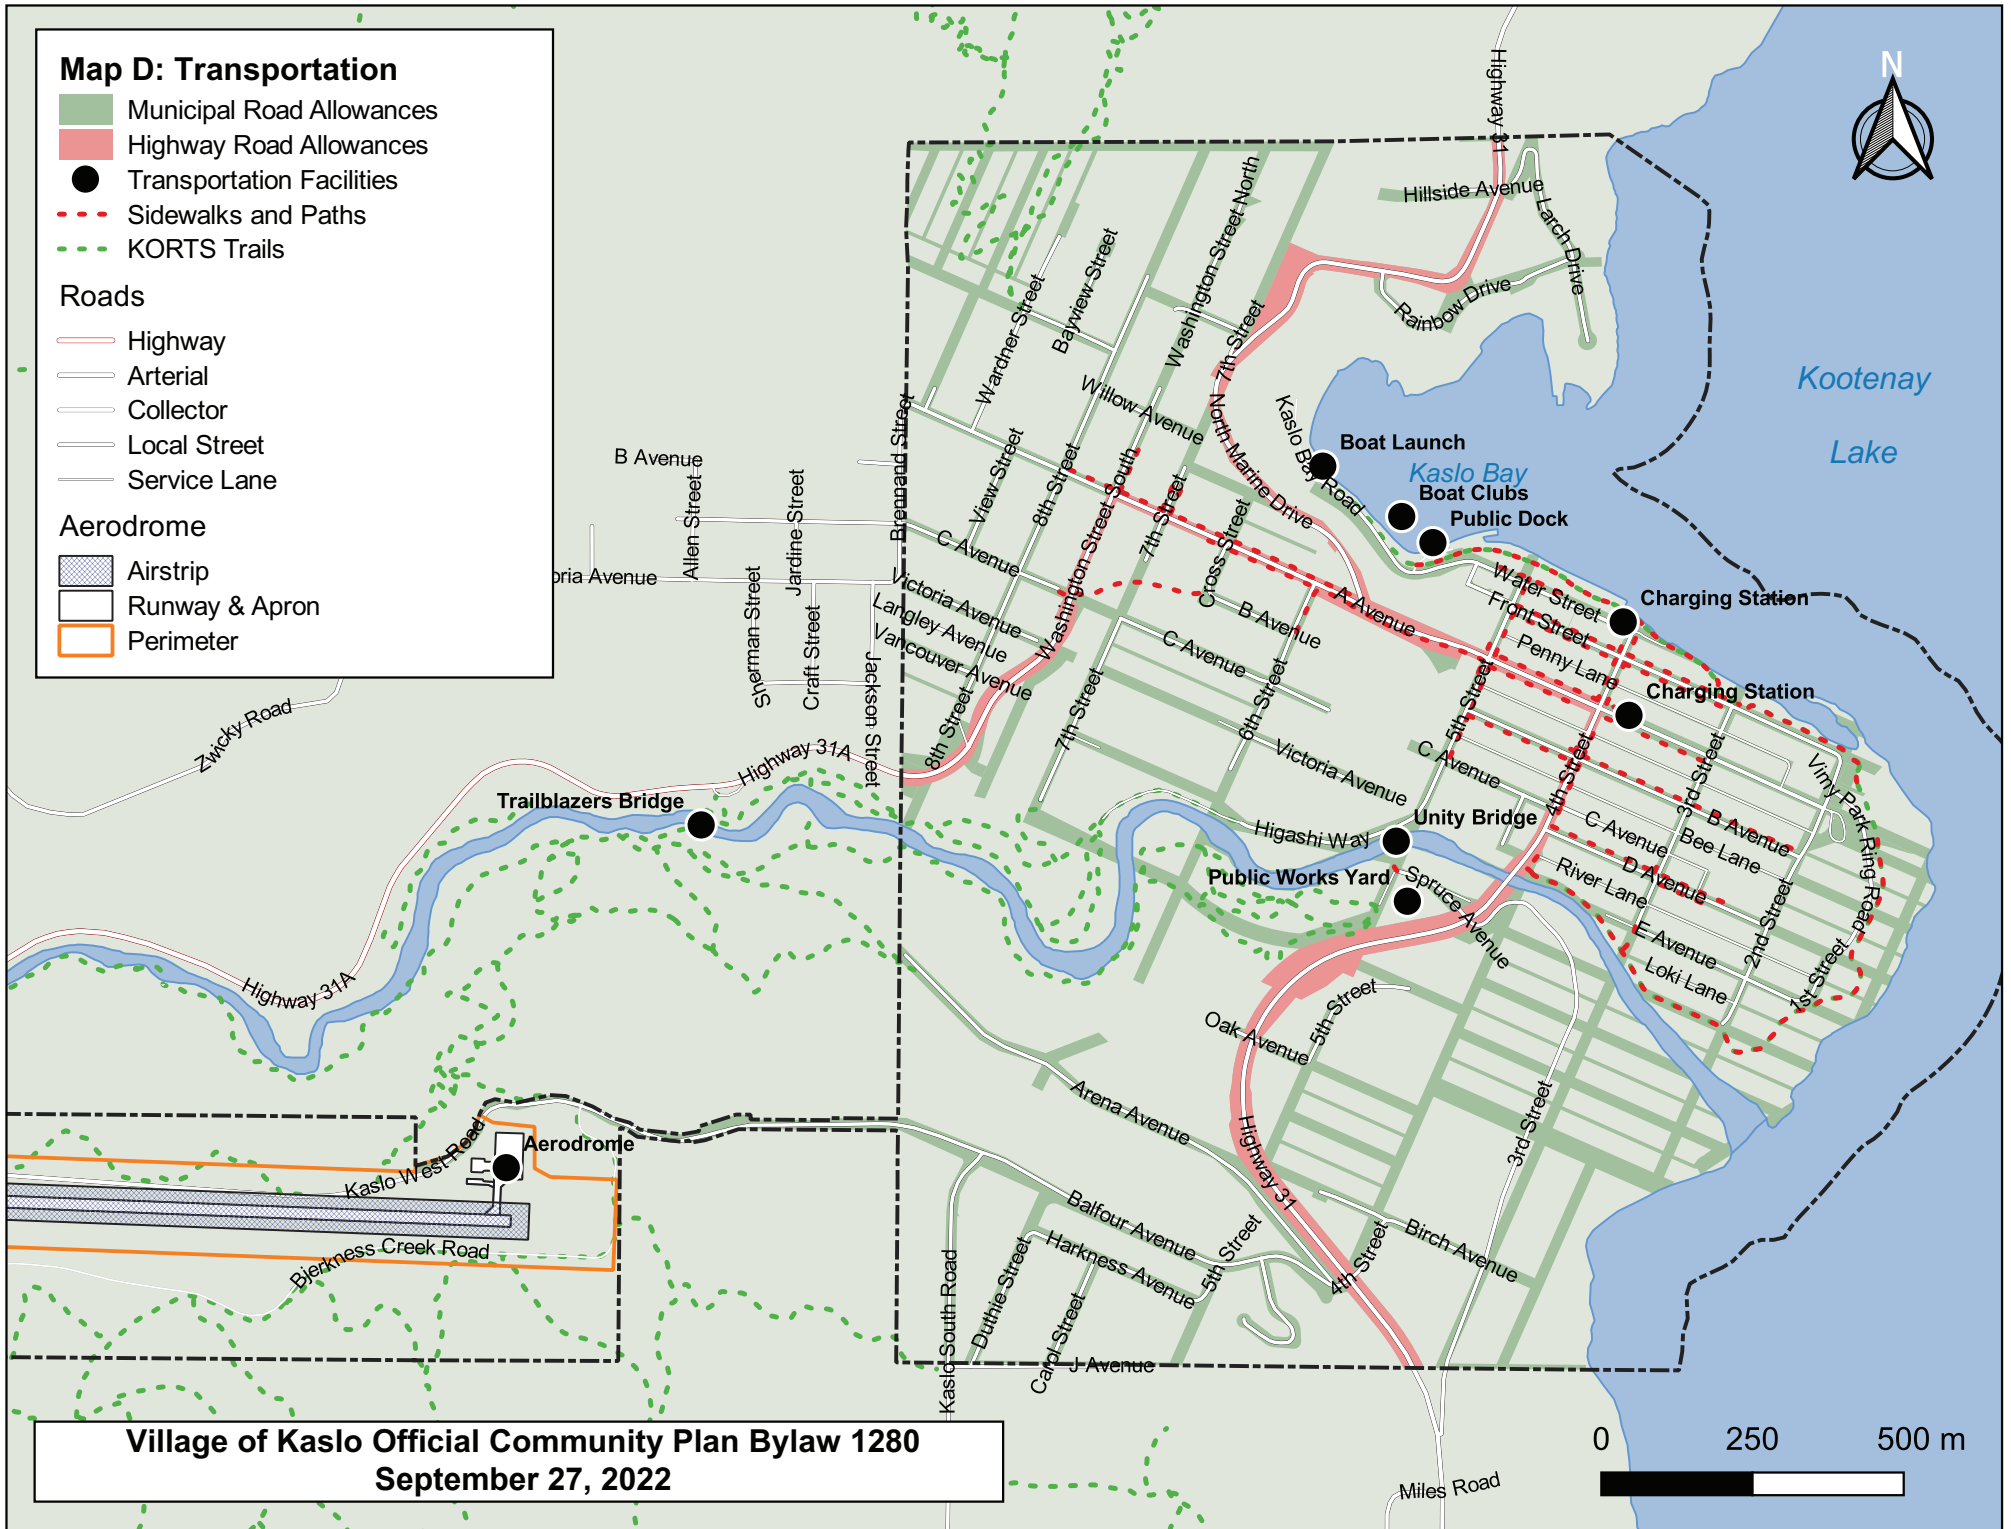 Map D: Transportation
Municipal Road Allowances
Highway Road Allowances
Transportation Facilities
Sidewalks and Paths
KORTS Trails
Roads
Highway
Arterial
Collector
Local Street
Service Lane
Aerodrome
Airstrip
Runway & Apron
Perimeter
N
Highway 31
Hillside Avenue
Larch Drive
Rainbow Drive
Washington Street North
Bayview Street
Wardner Street
7th Street
Willow Avenue
North Marine Drive
Kaslo Bay Road
Boat Launch
Kaslo Bay
Boat Clubs
Public Dock
Kootenay
Lake
B Avenue
Allen Street
Jardine Street
Brennand Street
View Street
8th Street
Washington Street South
7th Street
Cross Street
C Avenue
oria Avenue
Sherman Street
Craft Street
Jackson Street
Victoria Avenue
Langley Avenue
Vancouver Avenue
B Avenue
A Avenue
C Avenue
Water Street
Front Street
Penny Lane
Charging Station
Charging Station
8th Street
7th Street
6th Street
5th Street
4th Street
3rd Street
Victoria Avenue
C Avenue
Vimy Park Ring Road
B Avenue
Bee Lane
C Avenue
D Avenue
River Lane
E Avenue
Loki Lane
2nd Street
1st Street
Zwicky Road
Highway 31A
Trailblazers Bridge
Higashi Way
Unity Bridge
Public Works Yard
Spruce Avenue
Highway 31A
5th Street
Oak Avenue
Arena Avenue
3rd Street
Highway 31
Kaslo West Road
Aerodrome
Bjerkness Creek Road
Balfour Avenue
Harkness Avenue
5th Street
4th Street
Birch Avenue
Duthie Street
Carol Street
Kaslo South Road
J Avenue
Miles Road
Village of Kaslo Official Community Plan Bylaw 1280
September 27, 2022
0 250 500 m